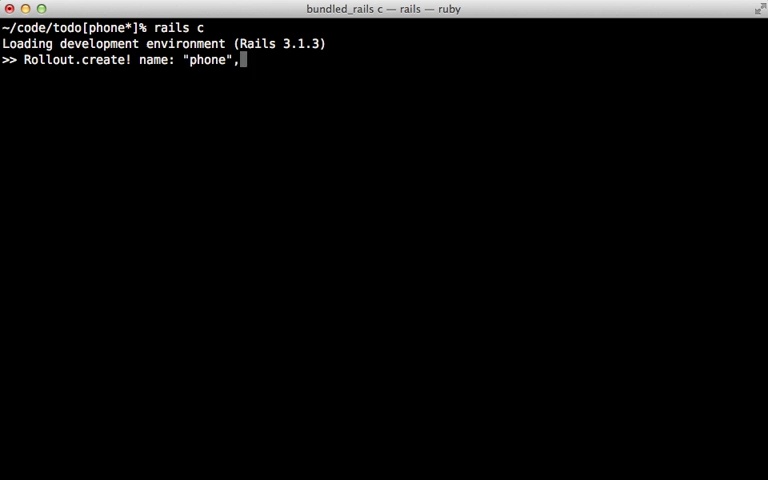 bundled_rails c — rails — ruby
~/code/todo[phone*]% rails c
Loading development environment (Rails 3.1.3)
>> Rollout.create! name: "phone",